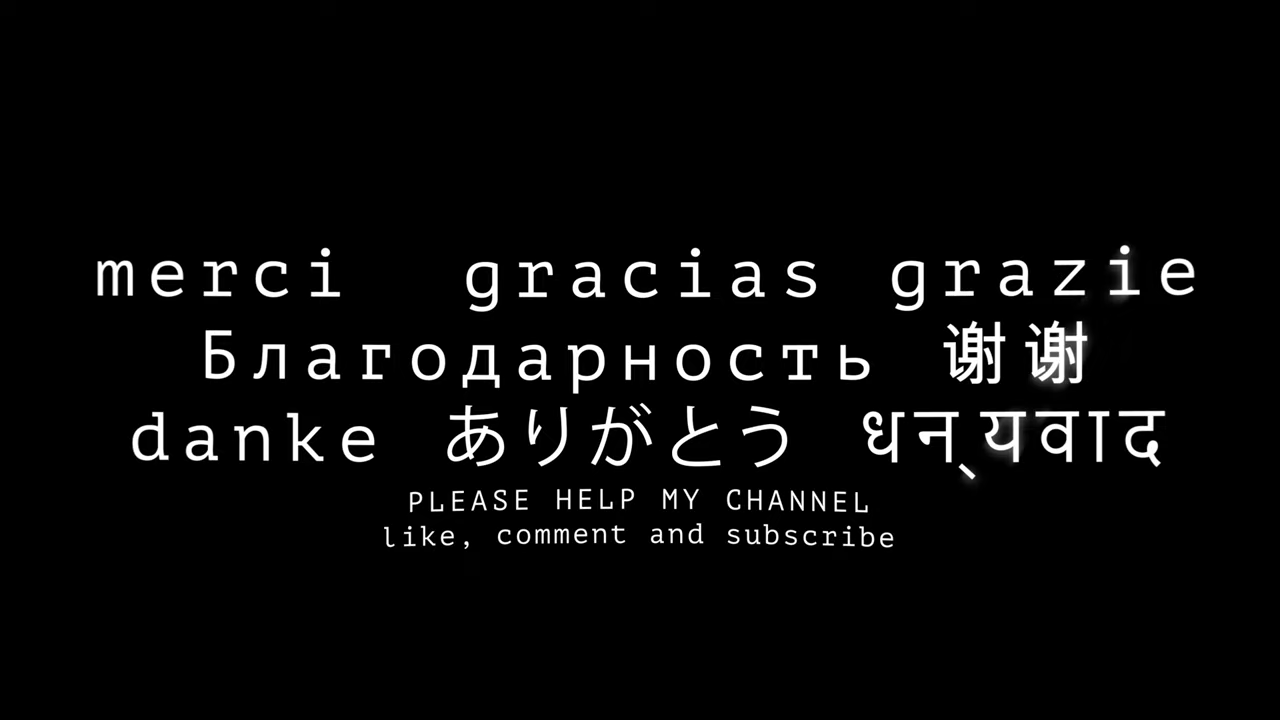 merci gracias grazie
Благодарность 谢谢
danke ありがとう धन्यवाद
PLEASE HELP MY CHANNEL
like, comment and subscribe